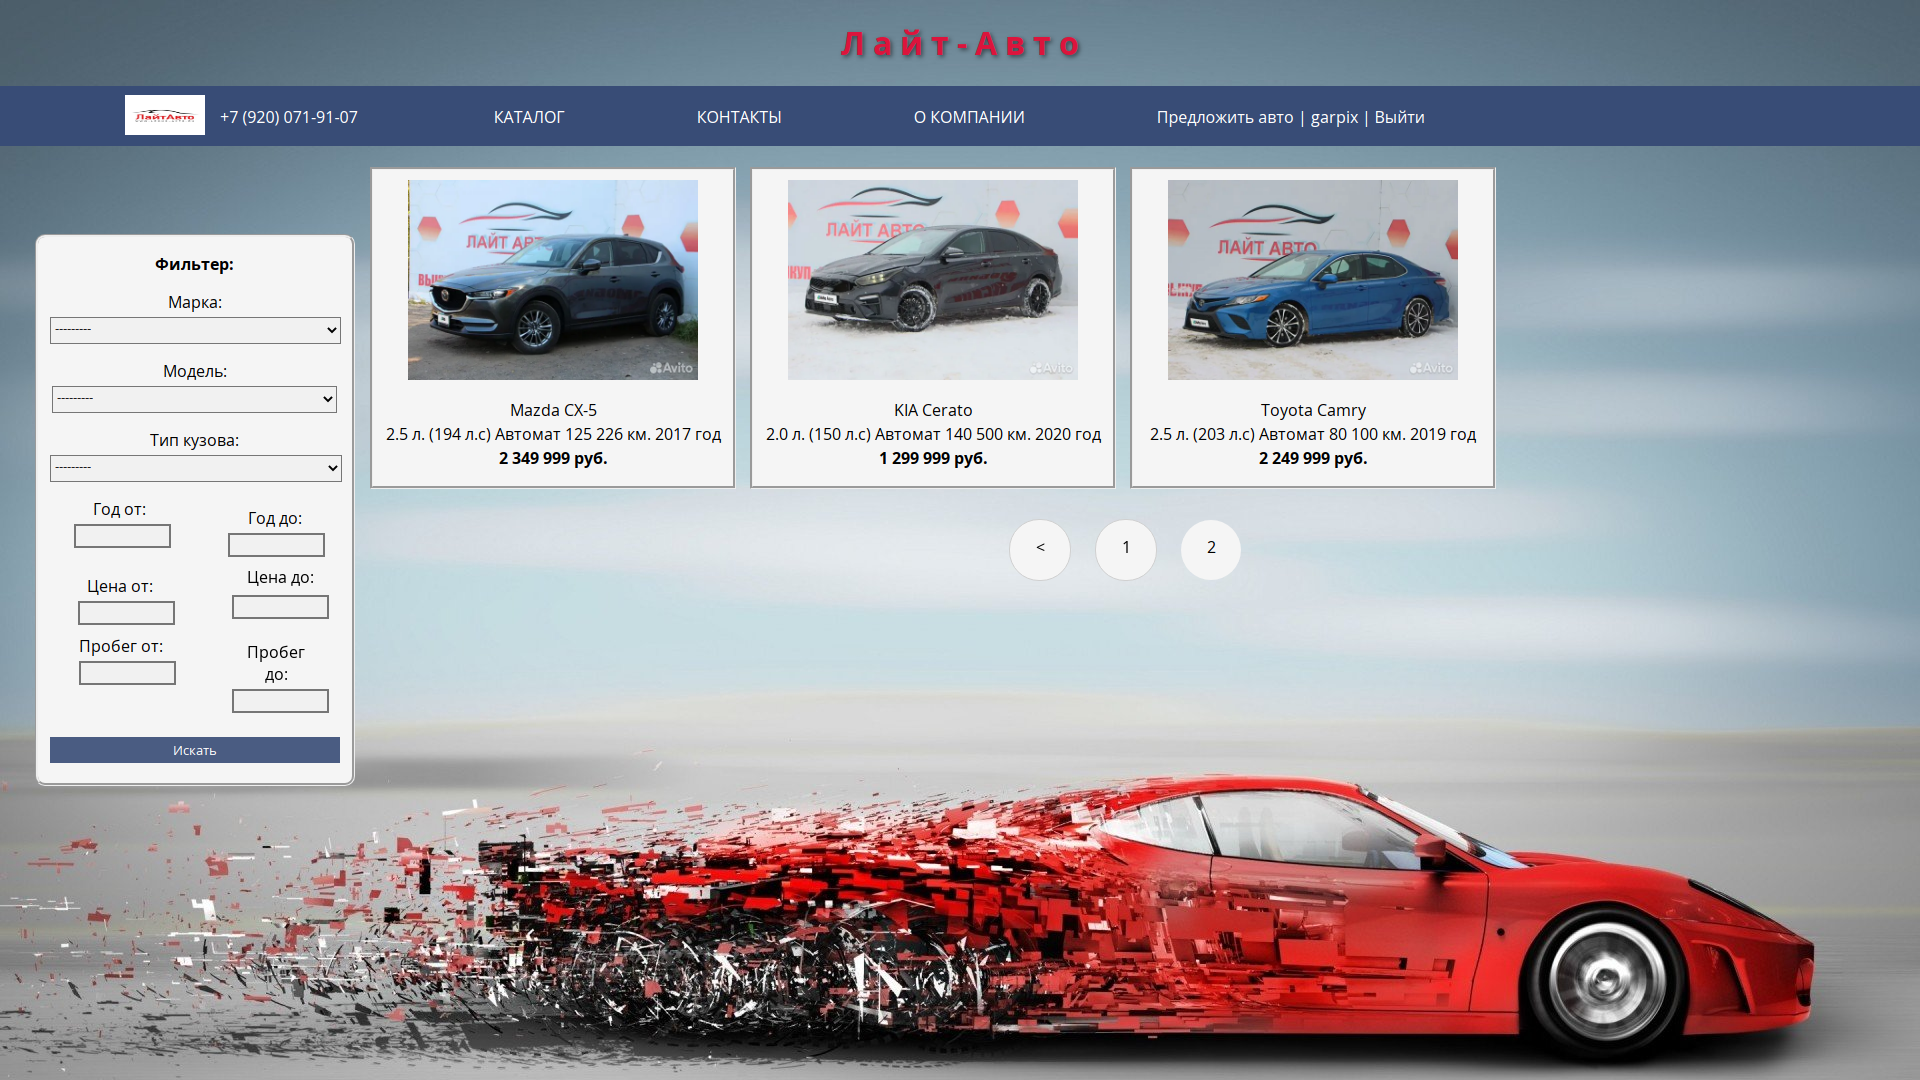 Лайт-Авто
ЛайтАвто
+7 (920) 071-91-07
КАТАЛОГ
КОНТАКТЫ
О КОМПАНИИ
Предложить авто | garpix | Выйти
Фильтер:
Марка:
---------
Модель:
---------
Тип кузова:
---------
Год от:
Год до:
Цена от:
Цена до:
Пробег от:
Пробег
до:
Искать
ЛАЙТ АВТО
Avito
Mazda CX-5
2.5 л. (194 л.с) Автомат 125 226 км. 2017 год
2 349 999 руб.
ЛАЙТ АВТО
Avito
KIA Cerato
2.0 л. (150 л.с) Автомат 140 500 км. 2020 год
1 299 999 руб.
ЛАЙТ АВТО
Avito
Toyota Camry
2.5 л. (203 л.с) Автомат 80 100 км. 2019 год
2 249 999 руб.
<
1
2